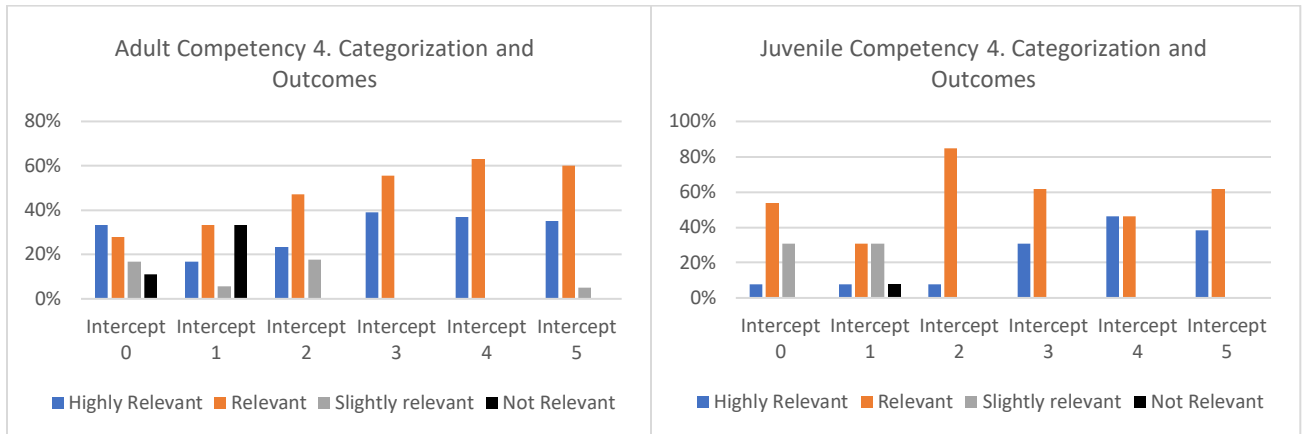 Adult Competency 4. Categorization and
Outcomes
80%
60%
40%
20%
0%
Intercept Intercept Intercept Intercept Intercept Intercept
0 1 2 3 4 5
Highly Relevant Relevant Slightly relevant Not Relevant
Juvenile Competency 4. Categorization and
Outcomes
100%
80%
60%
40%
20%
0%
Intercept Intercept Intercept Intercept Intercept Intercept
0 1 2 3 4 5
Highly Relevant Relevant Slightly relevant Not Relevant